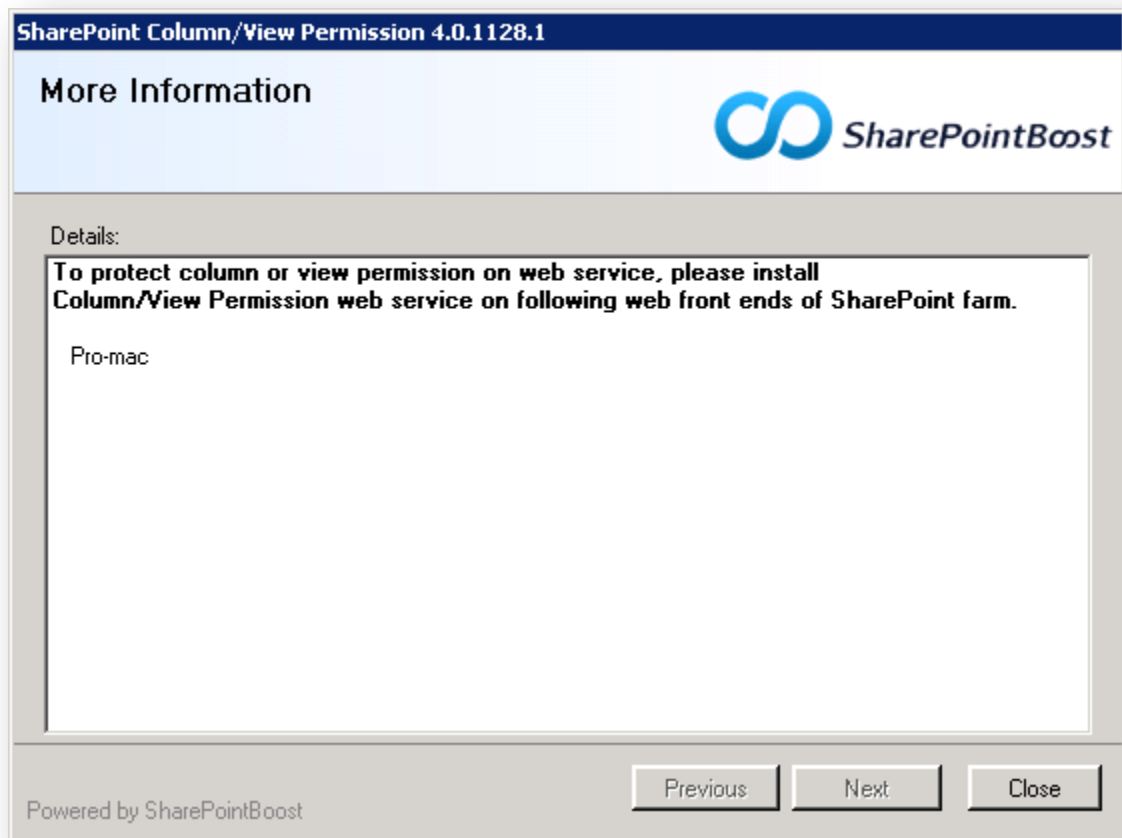 SharePoint Column/View Permission 4.0.1128.1
More Information
SharePointBoost
Details:
To protect column or view permission on web service, please install
Column/View Permission web service on following web front ends of SharePoint farm.
Pro-mac
Previous
Next
Close
Powered by SharePointBoost